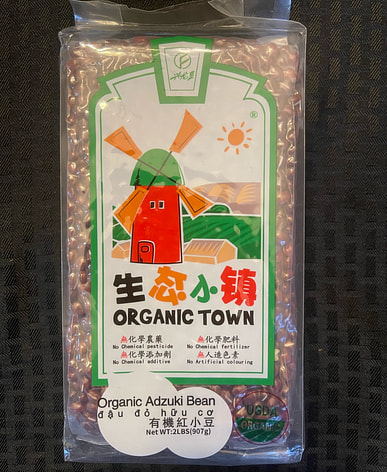 ®
生态小镇
ORGANIC TOWN
無化學農藥 無化學肥料
No Chemical pesticide No Chemical fertilizer
無化學添加劑 無人造色素
No Chemical additive No Artificial colouring
Organic Adzuki Bean
đậu đỏ hữu cơ
有機紅小豆
Net WT:2LBS(907g)
USDA
ORGANIC